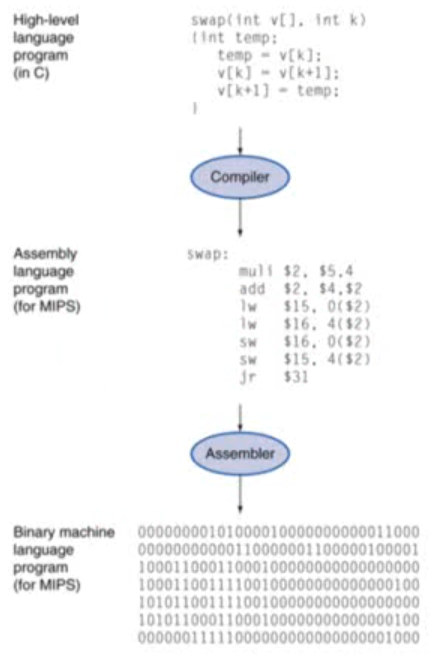 High-level
language
program
(in C)
swap(int v[], int k)
{int temp;
temp = v[k];
v[k] = v[k+1];
v[k+1] = temp;
}
Compiler
Assembly
language
program
(for MIPS)
swap:
muli $2, $5,4
add $2, $4,$2
lw $15, 0($2)
lw $16, 4($2)
sw $16, 0($2)
sw $15, 4($2)
jr $31
Assembler
Binary machine
language
program
(for MIPS)
00000000101000010000000000011000
00000000000110000001100000100001
10001100011000100000000000000000
10001100111100100000000000000100
10101100111100100000000000000000
10101100011000100000000000000100
00000011111000000000000000001000